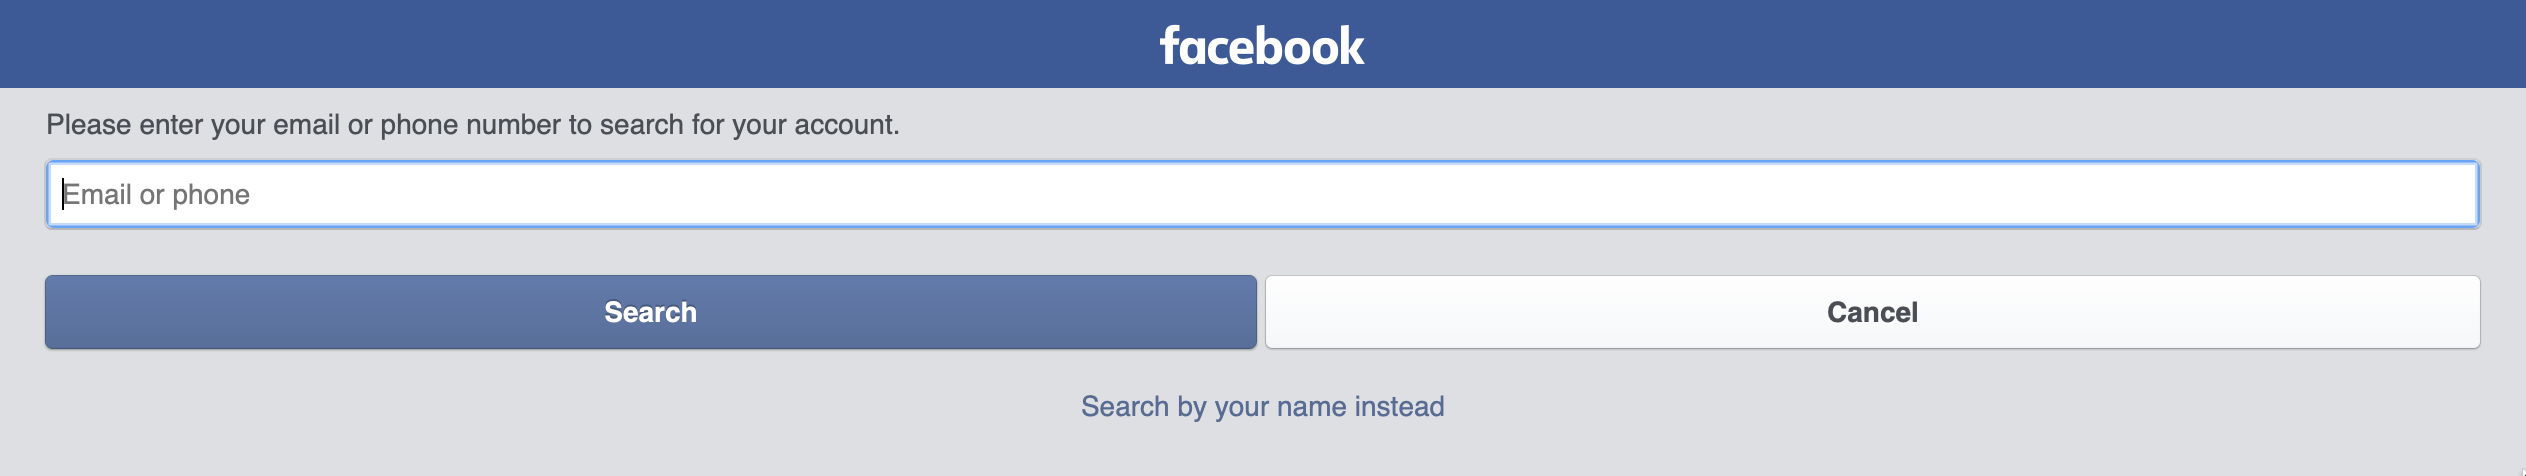 facebook
Please enter your email or phone number to search for your account.
Email or phone
Search
Cancel
Search by your name instead